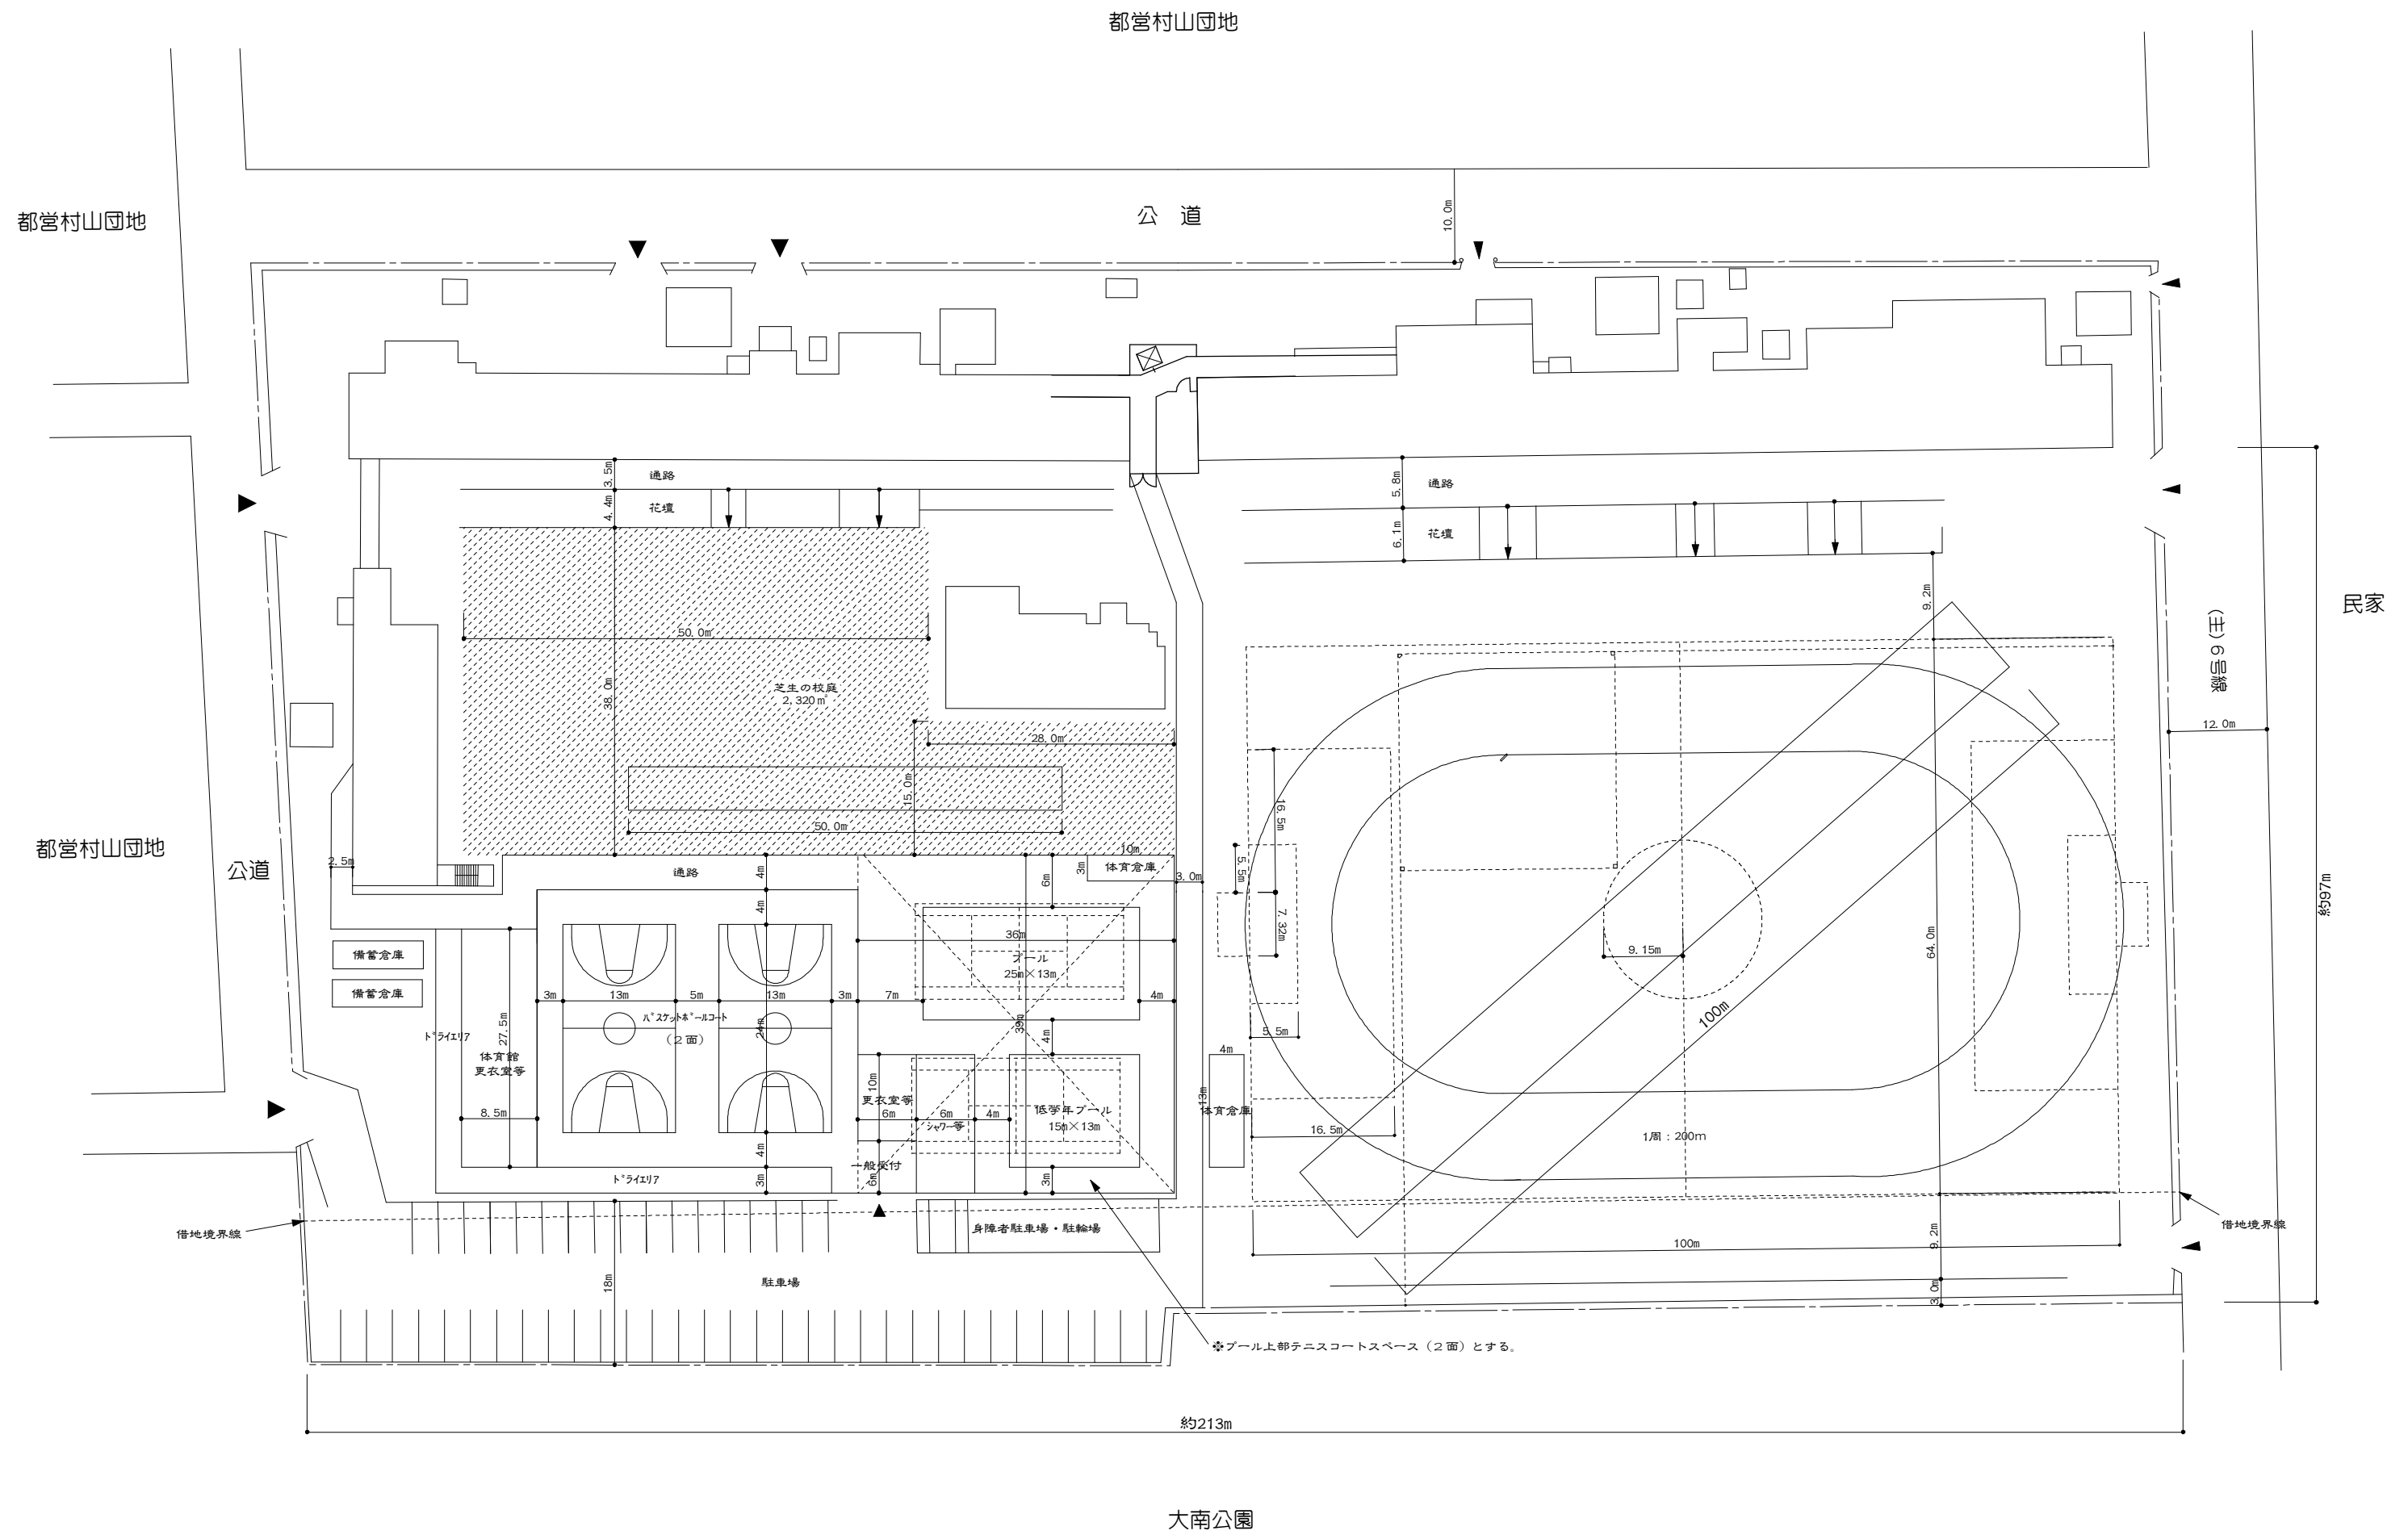 都営村山団地
都営村山団地
公　道
10.0m
3.5m
通路
4.4m
花壇
5.8m
通路
6.1m
花壇
9.2m
民家
(主)6号線
50.0m
38.0m
芝生の校庭
2,320㎡
12.0m
28.0m
15.0m
16.5m
50.0m
都営村山団地
公道
2.5m
通路
4m
10m
3m
体育倉庫
3.0m
6m
5.5m
約97m
4m
36m
7.32m
64.0m
備蓄倉庫
プール
25m×13m
9.15m
備蓄倉庫
3m
13m
5m
13m
3m
7m
4m
ﾊﾞｽｹｯﾄﾎﾞｰﾙｺｰﾄ
(2面)
39m
100m
ﾄﾞﾗｲｴﾘｱ
27.5m
体育館
更衣室等
4m
5.5m
4m
10m
更衣室等
8.5m
6m
6m
4m
ｼｬﾜｰ等
低学年プール
15m×13m
13m
体育倉庫
16.5m
1周：200m
4m
一般受付
ﾄﾞﾗｲｴﾘｱ
3m
6m
3m
借地境界線
身障者駐車場・駐輪場
借地境界線
9.2m
100m
18m
駐車場
3.0m
※プール上部テニスコートスペース（2面）とする。
約213m
大南公園